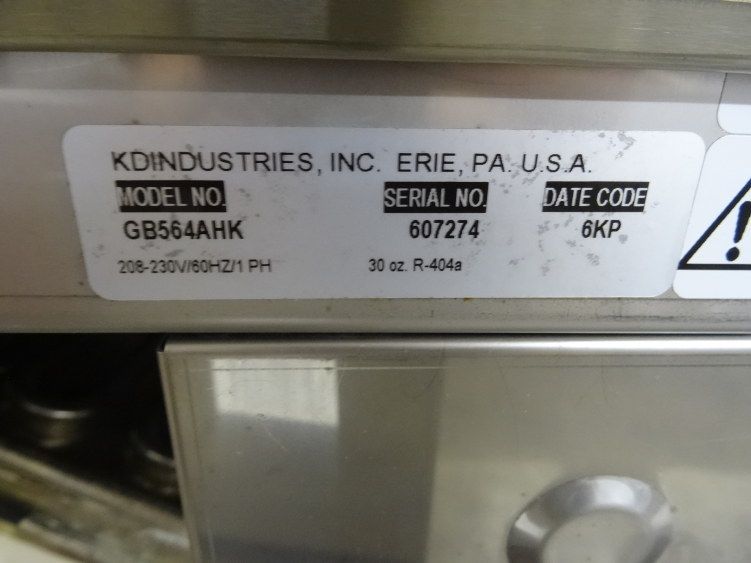 KDINDUSTRIES, INC. ERIE, PA. U.S.A.
MODEL NO. SERIAL NO. DATE CODE
GB564AHK 607274 6KP
208-230V/60HZ/1 PH 30 oz. R-404a